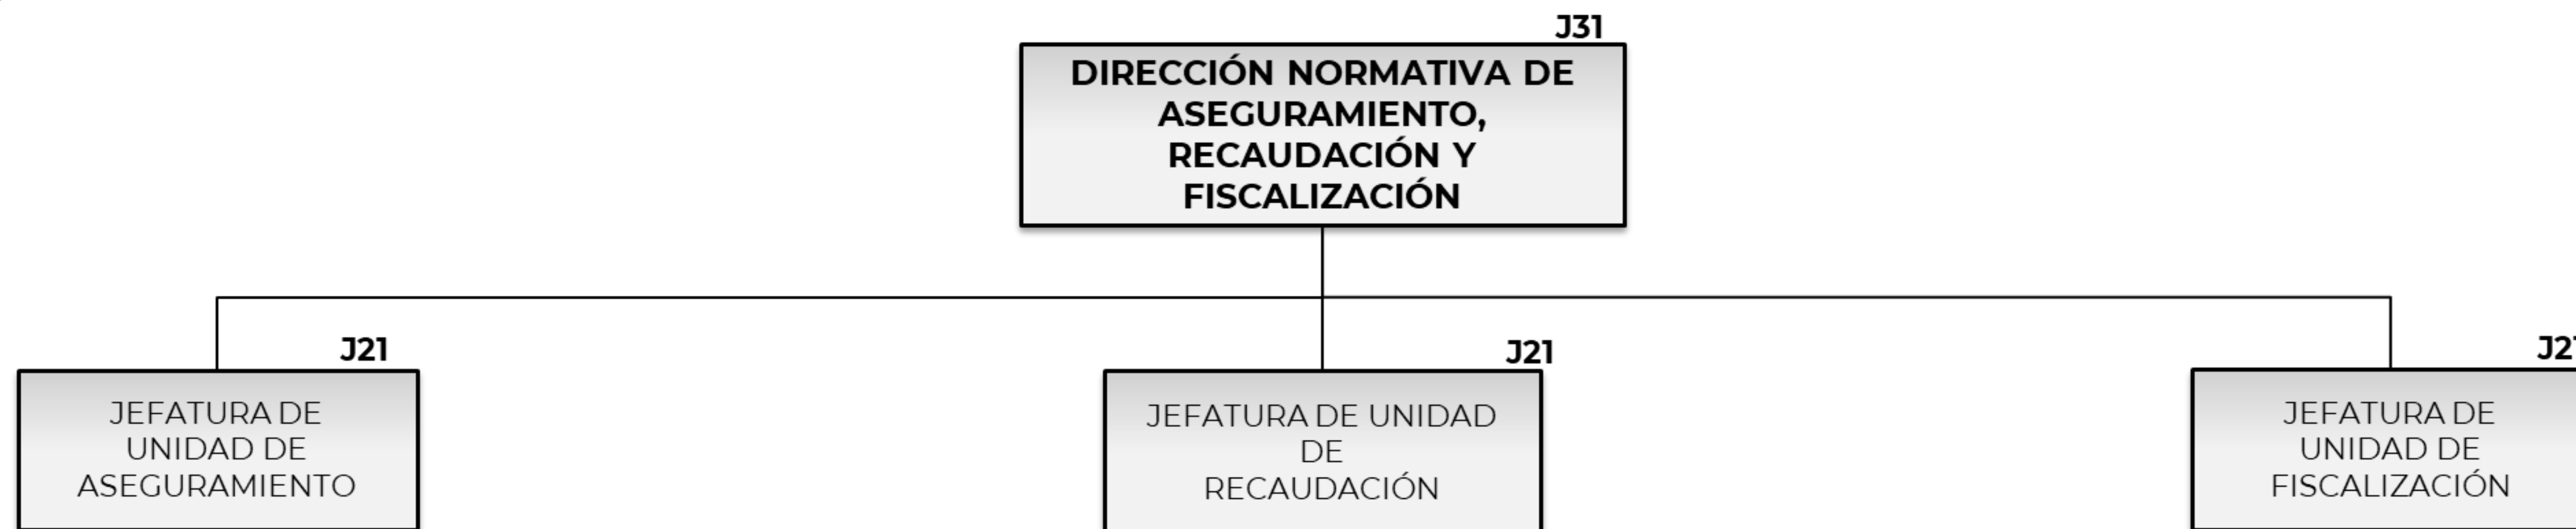 J31
DIRECCIÓN NORMATIVA DE
ASEGURAMIENTO,
RECAUDACIÓN Y
FISCALIZACIÓN
J21
JEFATURA DE
UNIDAD DE
ASEGURAMIENTO
J21
JEFATURA DE UNIDAD
DE
RECAUDACIÓN
J21
JEFATURA DE
UNIDAD DE
FISCALIZACIÓN